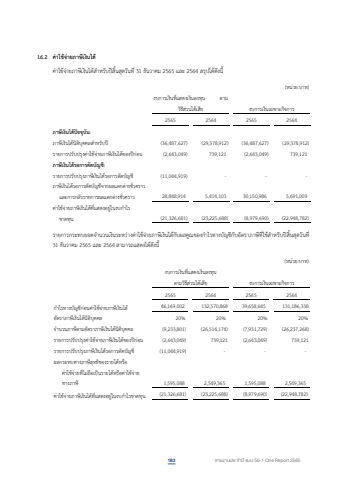 16.2 ค่าใช้จ่ายภาษีเงินได้
ค่าใช้จ่ายภาษีเงินได้สำหรับปีสิ้นสุดวันที่ 31 ธันวาคม 2565 และ 2564 สรุปได้ดังนี้
(หน่วย:บาท)
งบการเงินที่แสดงเงินลงทุน ตาม
วิธีส่วนได้เสีย งบการเงินเฉพาะกิจการ
2565 2564 2565 2564
ภาษีเงินได้ปัจจุบัน:
ภาษีเงินได้นิติบุคคลสำหรับปี (36,487,627) (29,578,912) (36,487,627) (29,578,912)
รายการปรับปรุงค่าใช้จ่ายภาษีเงินได้ของปีก่อน (2,643,049) 739,121 (2,643,049) 739,121
ภาษีเงินได้รอการตัดบัญชี:
รายการปรับปรุงภาษีเงินได้รอการตัดบัญชี (11,084,919) - - -
ภาษีเงินได้รอการตัดบัญชีจากผลแตกต่างชั่วคราว
และการกลับรายการผลแตกต่างชั่วคราว 28,888,914 5,614,103 30,150,986 5,891,009
ค่าใช้จ่ายภาษีเงินได้ที่แสดงอยู่ในงบกำไร
ขาดทุน (21,326,681) (23,225,688) (8,979,690) (22,948,782)
รายการกระทบยอดจำนวนเงินระหว่างค่าใช้จ่ายภาษีเงินได้กับผลคูณของกำไรทางบัญชีกับอัตราภาษีที่ใช้สำหรับปีสิ้นสุดวันที่
31 ธันวาคม 2565 และ 2564 สามารถแสดงได้ดังนี้
(หน่วย:บาท)
งบการเงินที่แสดงเงินลงทุน
ตามวิธีส่วนได้เสีย งบการเงินเฉพาะกิจการ
2565 2564 2565 2564
กำไรทางบัญชีก่อนค่าใช้จ่ายภาษีเงินได้ 46,169,002 132,570,868 39,658,645 131,186,338
อัตราภาษีเงินได้นิติบุคคล 20% 20% 20% 20%
จำนวนภาษีตามอัตราภาษีเงินได้นิติบุคคล (9,233,801) (26,514,174) (7,931,729) (26,237,268)
รายการปรับปรุงค่าใช้จ่ายภาษีเงินได้ของปีก่อน (2,643,049) 739,121 (2,643,049) 739,121
รายการปรับปรุงภาษีเงินได้รอการตัดบัญชี (11,084,919) - - -
ผลกระทบทางภาษีสุทธิของรายได้หรือ
ค่าใช้จ่ายที่ไม่ถือเป็นรายได้หรือค่าใช้จ่าย
ทางภาษี 1,595,088 2,549,365 1,595,088 2,549,365
ค่าใช้จ่ายภาษีเงินได้ที่แสดงอยู่ในงบกำไรขาดทุน (21,326,681) (23,225,688) (8,979,690) (22,948,782)
183 รายงานประจำปี แบบ 56-1 One Report 2565